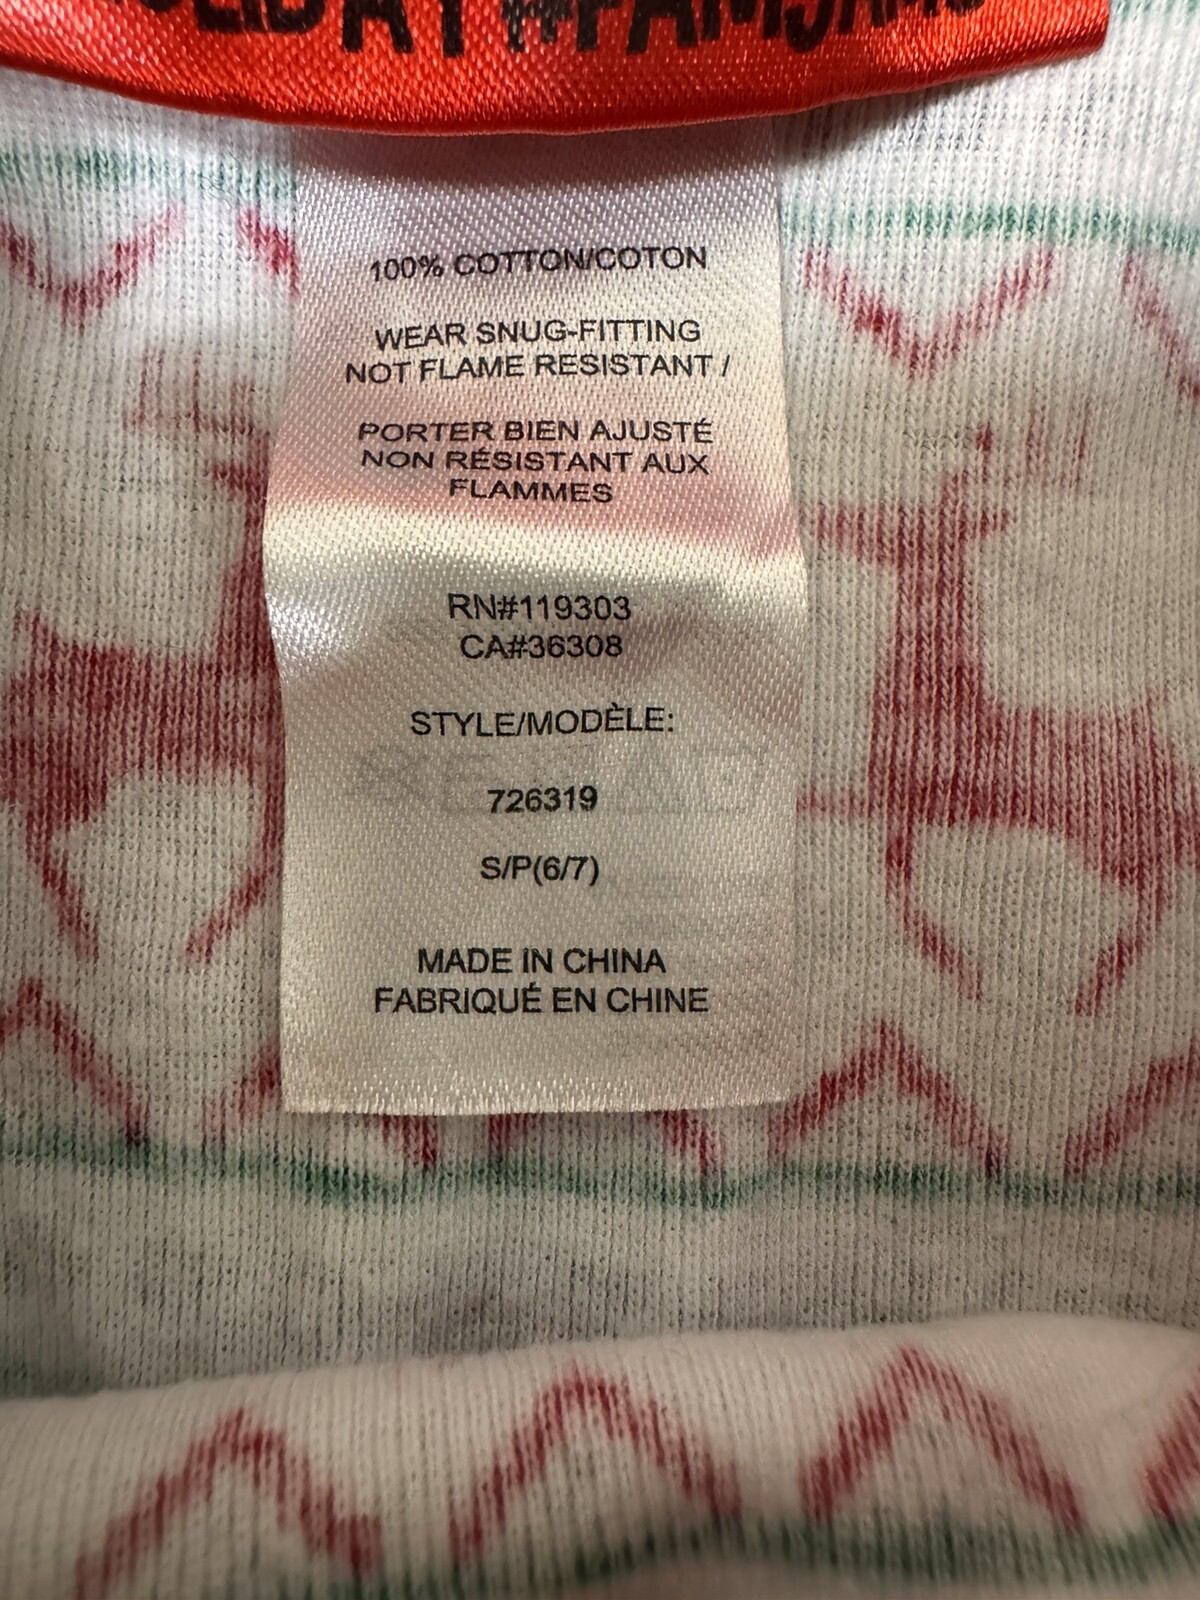 #FAMJAMS
100% COTTON/COTON
WEAR SNUG-FITTING
NOT FLAME RESISTANT /
PORTER BIEN AJUSTÉ
NON RÉSISTANT AUX
FLAMMES
RN#119303
CA#36308
STYLE/MODÈLE:
726319
S/P(6/7)
MADE IN CHINA
FABRIQUÉ EN CHINE